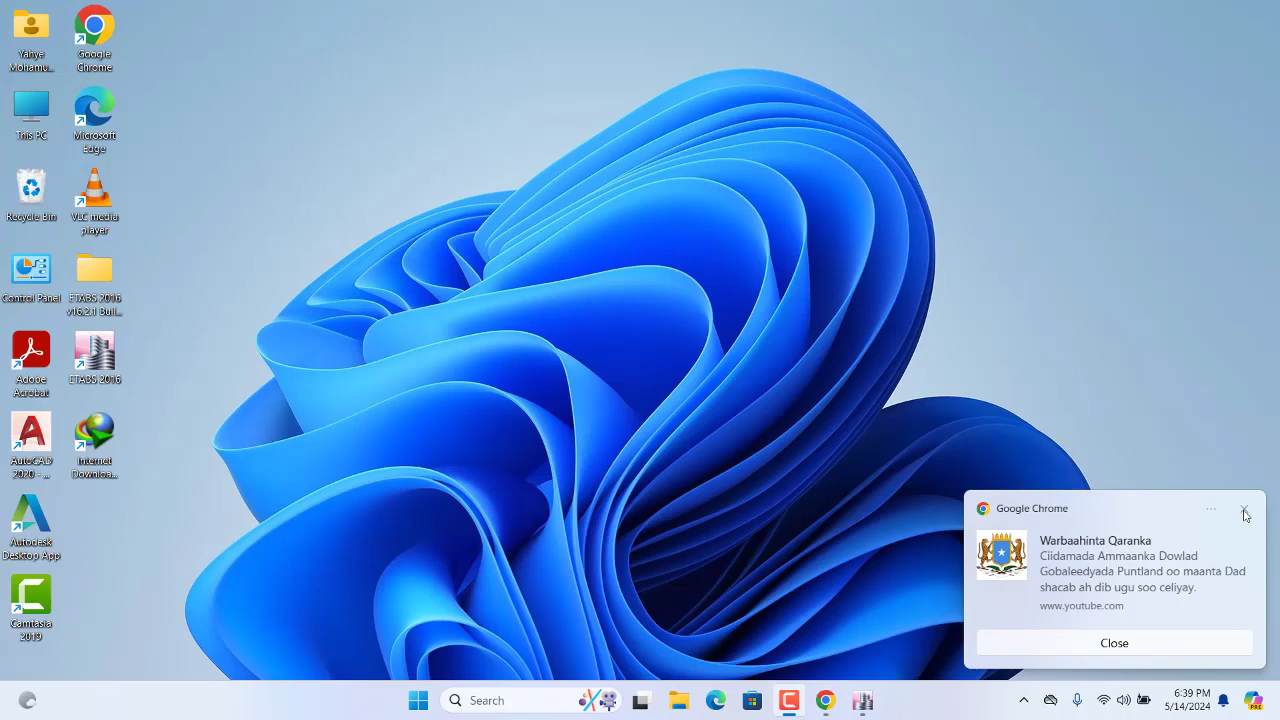 Yahye
Mohamu...
Google
Chrome
This PC
Microsoft
Edge
Recycle Bin
VLC media
player
Control Panel
ETABS 2016
v16.2.1 Buil...
Adobe
Acrobat
ETABS 2016
AutoCAD
2020 - ...
Internet
Downloa...
Autodesk
Desktop App
Camtasia
2019
Google Chrome
Warbaahinta Qaranka
Ciidamada Ammaanka Dowlad
Gobaleedyada Puntland oo maanta Dad
shacab ah dib ugu soo celiyay.
www.youtube.com
Close
Search
6:39 PM
5/14/2024
PRE